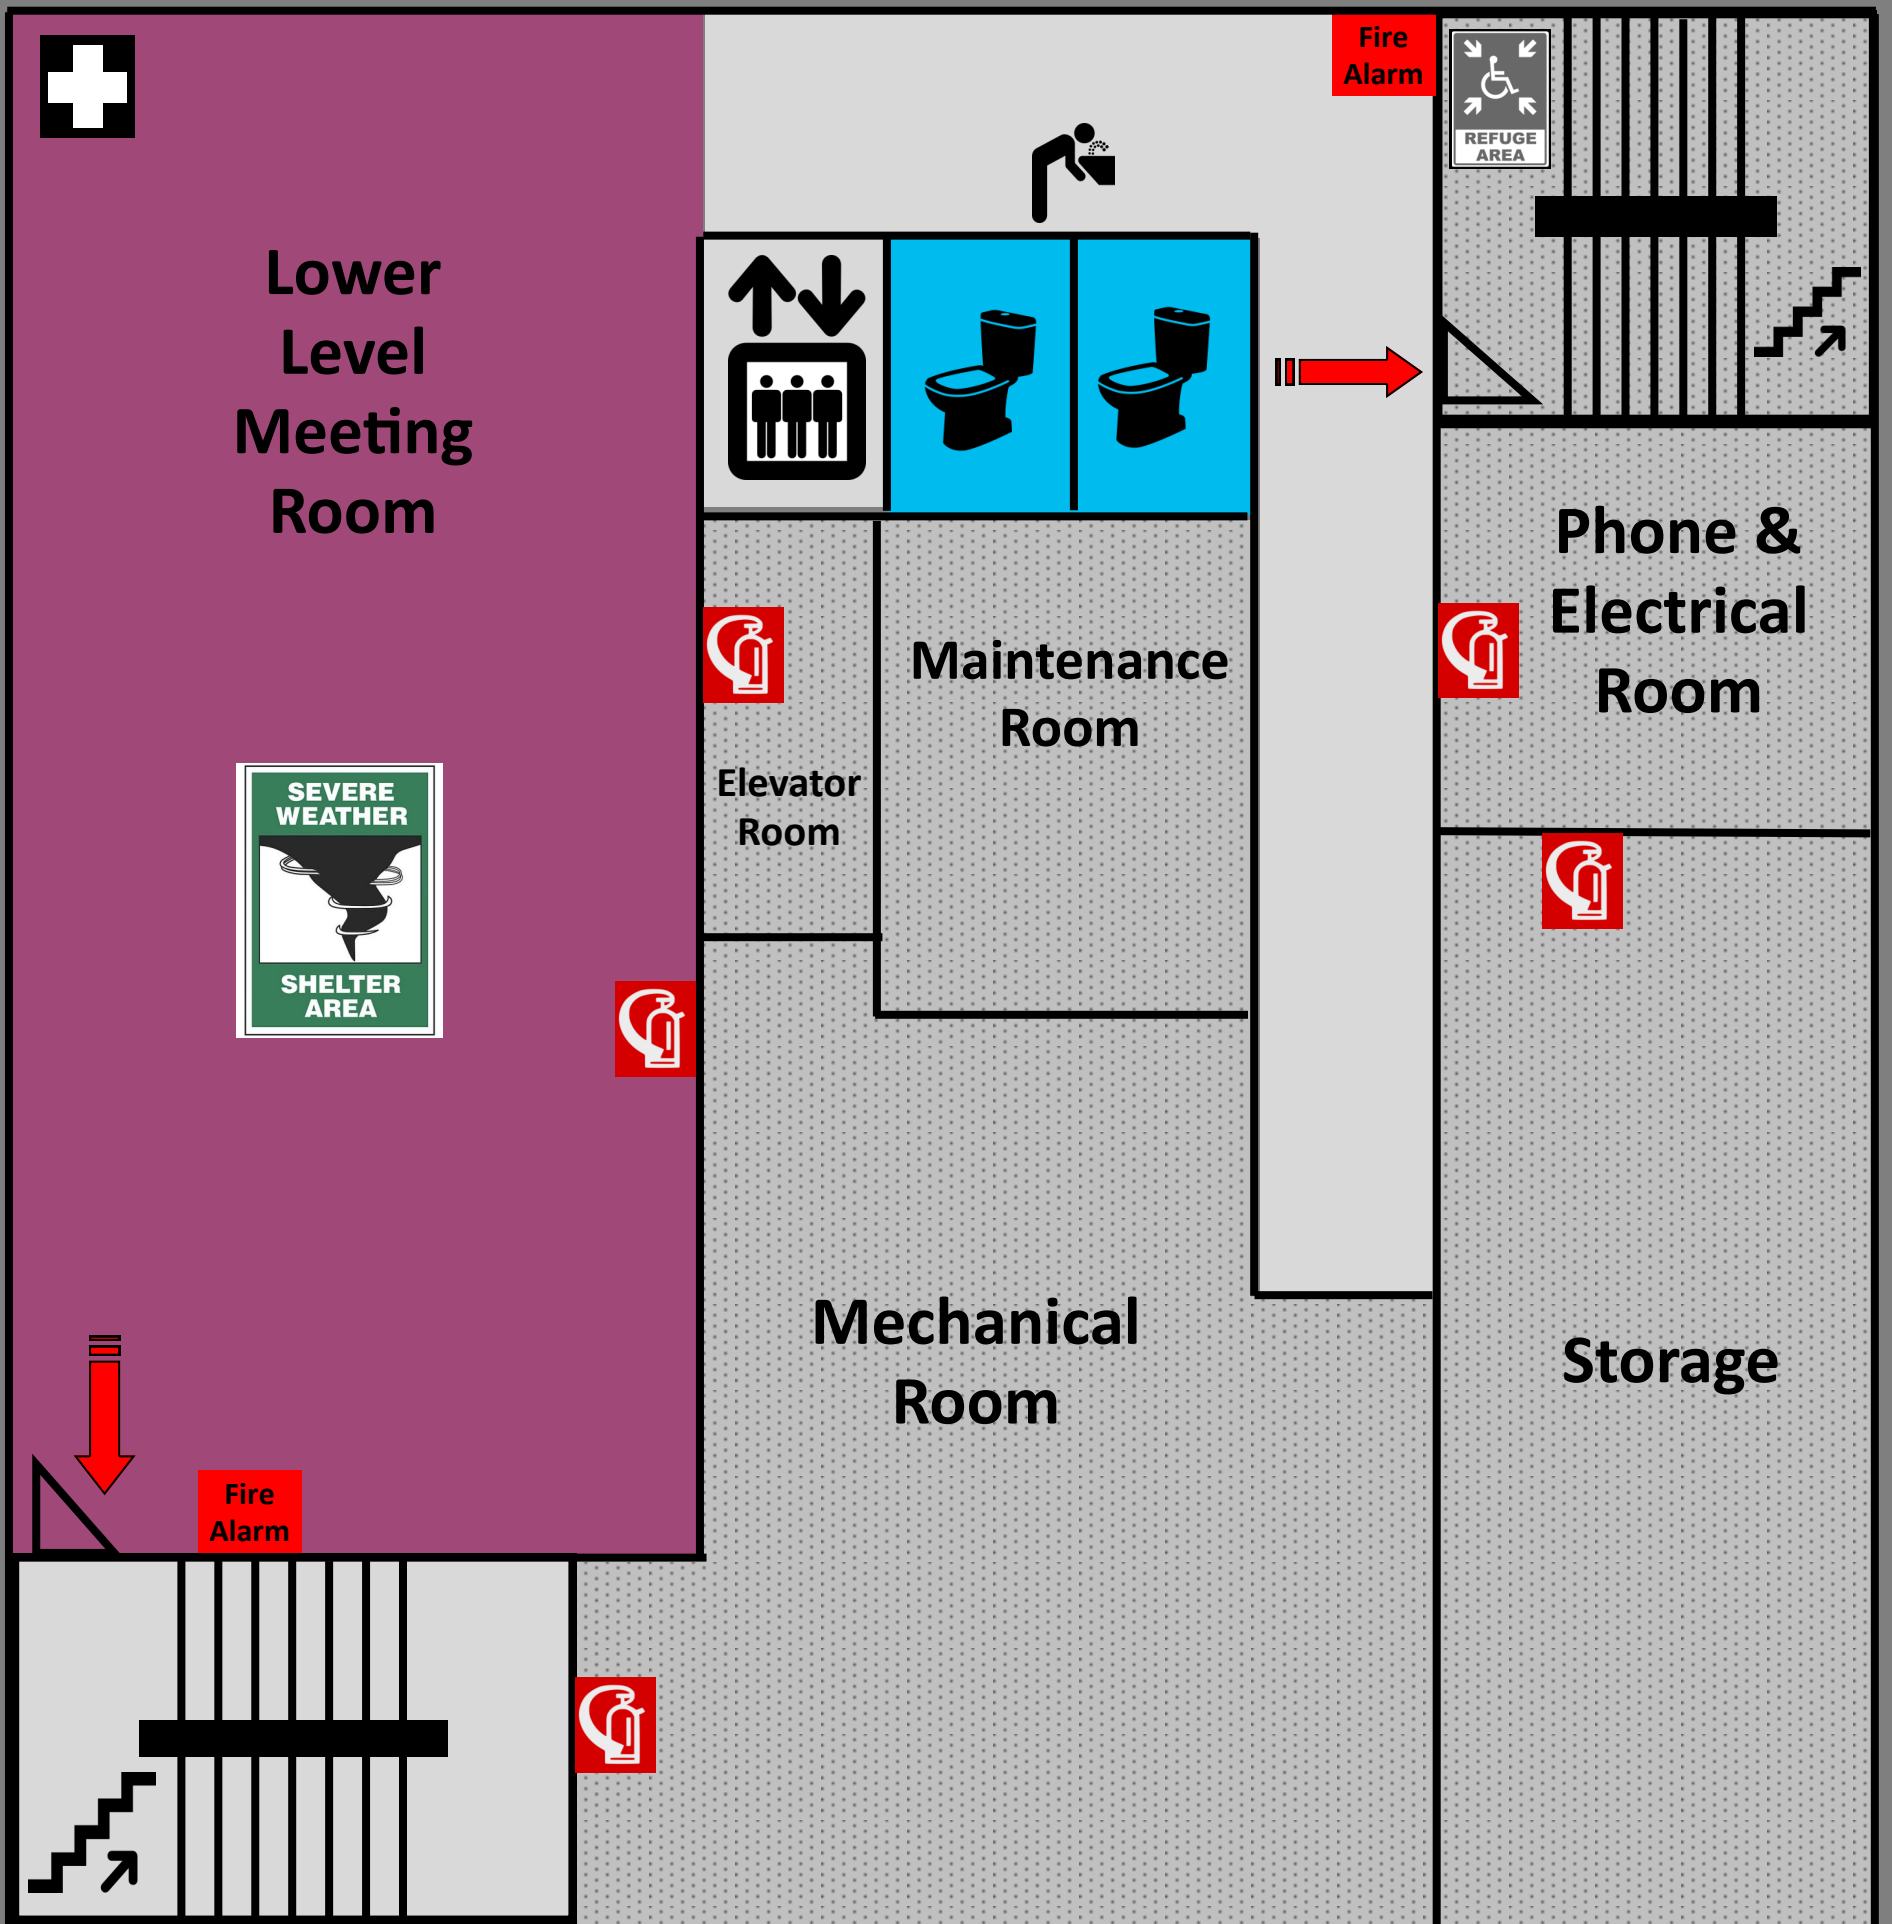 Fire
Alarm
REFUGE
AREA
Lower
Level
Meeting
Room
Phone &
Electrical
Room
Maintenance
Room
Elevator
Room
SEVERE
WEATHER
SHELTER
AREA
Mechanical
Room
Storage
Fire
Alarm